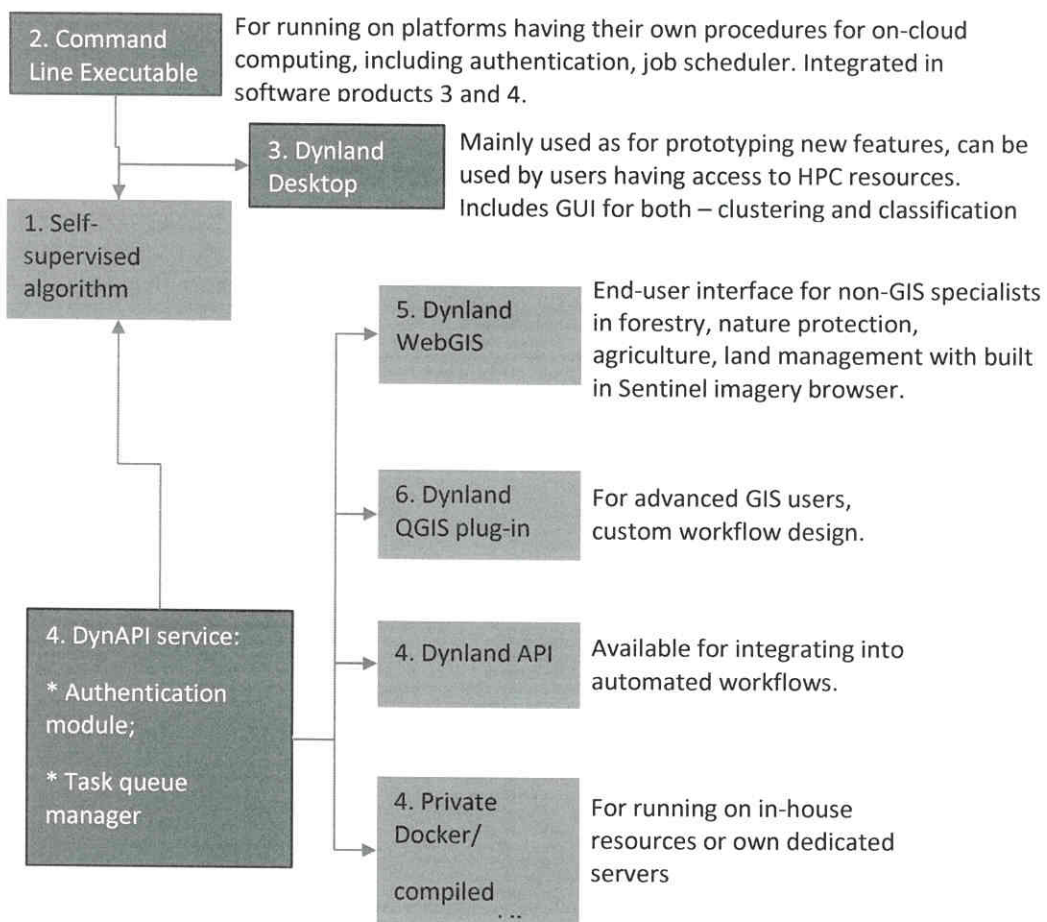 2. Command
Line Executable
For running on platforms having their own procedures for on-cloud
computing, including authentication, job scheduler. Integrated in
software products 3 and 4.
3. Dynland
Desktop
Mainly used as for prototyping new features, can be
used by users having access to HPC resources.
Includes GUI for both – clustering and classification
1. Self-
supervised
algorithm
5. Dynland
WebGIS
End-user interface for non-GIS specialists
in forestry, nature protection,
agriculture, land management with built
in Sentinel imagery browser.
6. Dynland
QGIS plug-in
For advanced GIS users,
custom workflow design.
4. DynAPI service:
* Authentication
module;
* Task queue
manager
4. Dynland API
Available for integrating into
automated workflows.
4. Private
Docker/
compiled
For running on in-house
resources or own dedicated
servers